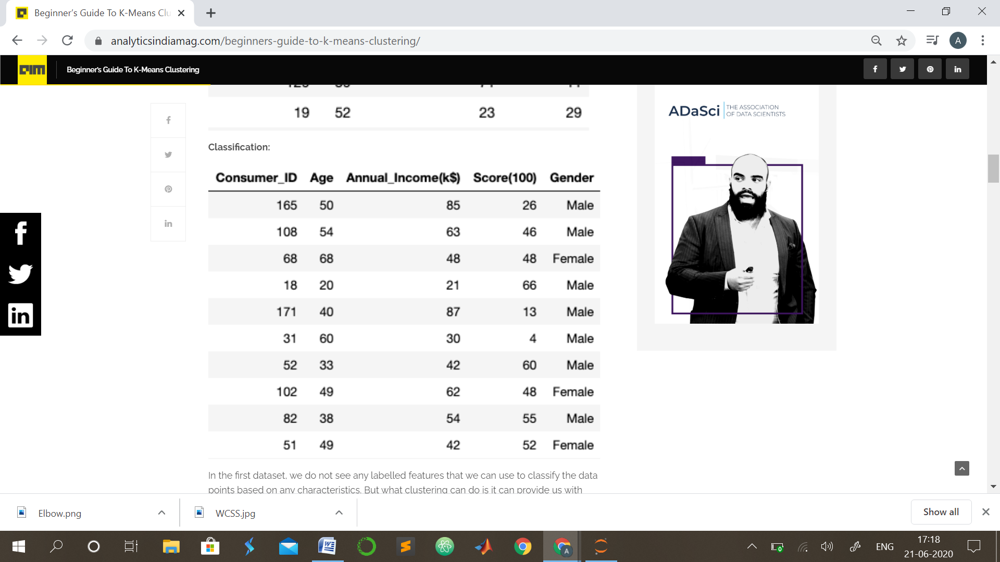 Beginner's Guide To K-Means Clu
analyticsindiamag.com/beginners-guide-to-k-means-clustering/
A
AIM
Beginner's Guide To K-Means Clustering
19 52 23 29
Classification:
Consumer_ID Age Annual_Income(k$) Score(100) Gender
165 50 85 26 Male
108 54 63 46 Male
68 68 48 48 Female
18 20 21 66 Male
171 40 87 13 Male
31 60 30 4 Male
52 33 42 60 Male
102 49 62 48 Female
82 38 54 55 Male
51 49 42 52 Female
In the first dataset, we do not see any labelled features that we can use to classify the data
points based on any characteristics. But what clustering can do is it can provide us with
ADaSci THE ASSOCIATION
OF DATA SCIENTISTS
Elbow.png
WCSS.jpg
Show all
ENG
17:18
21-06-2020